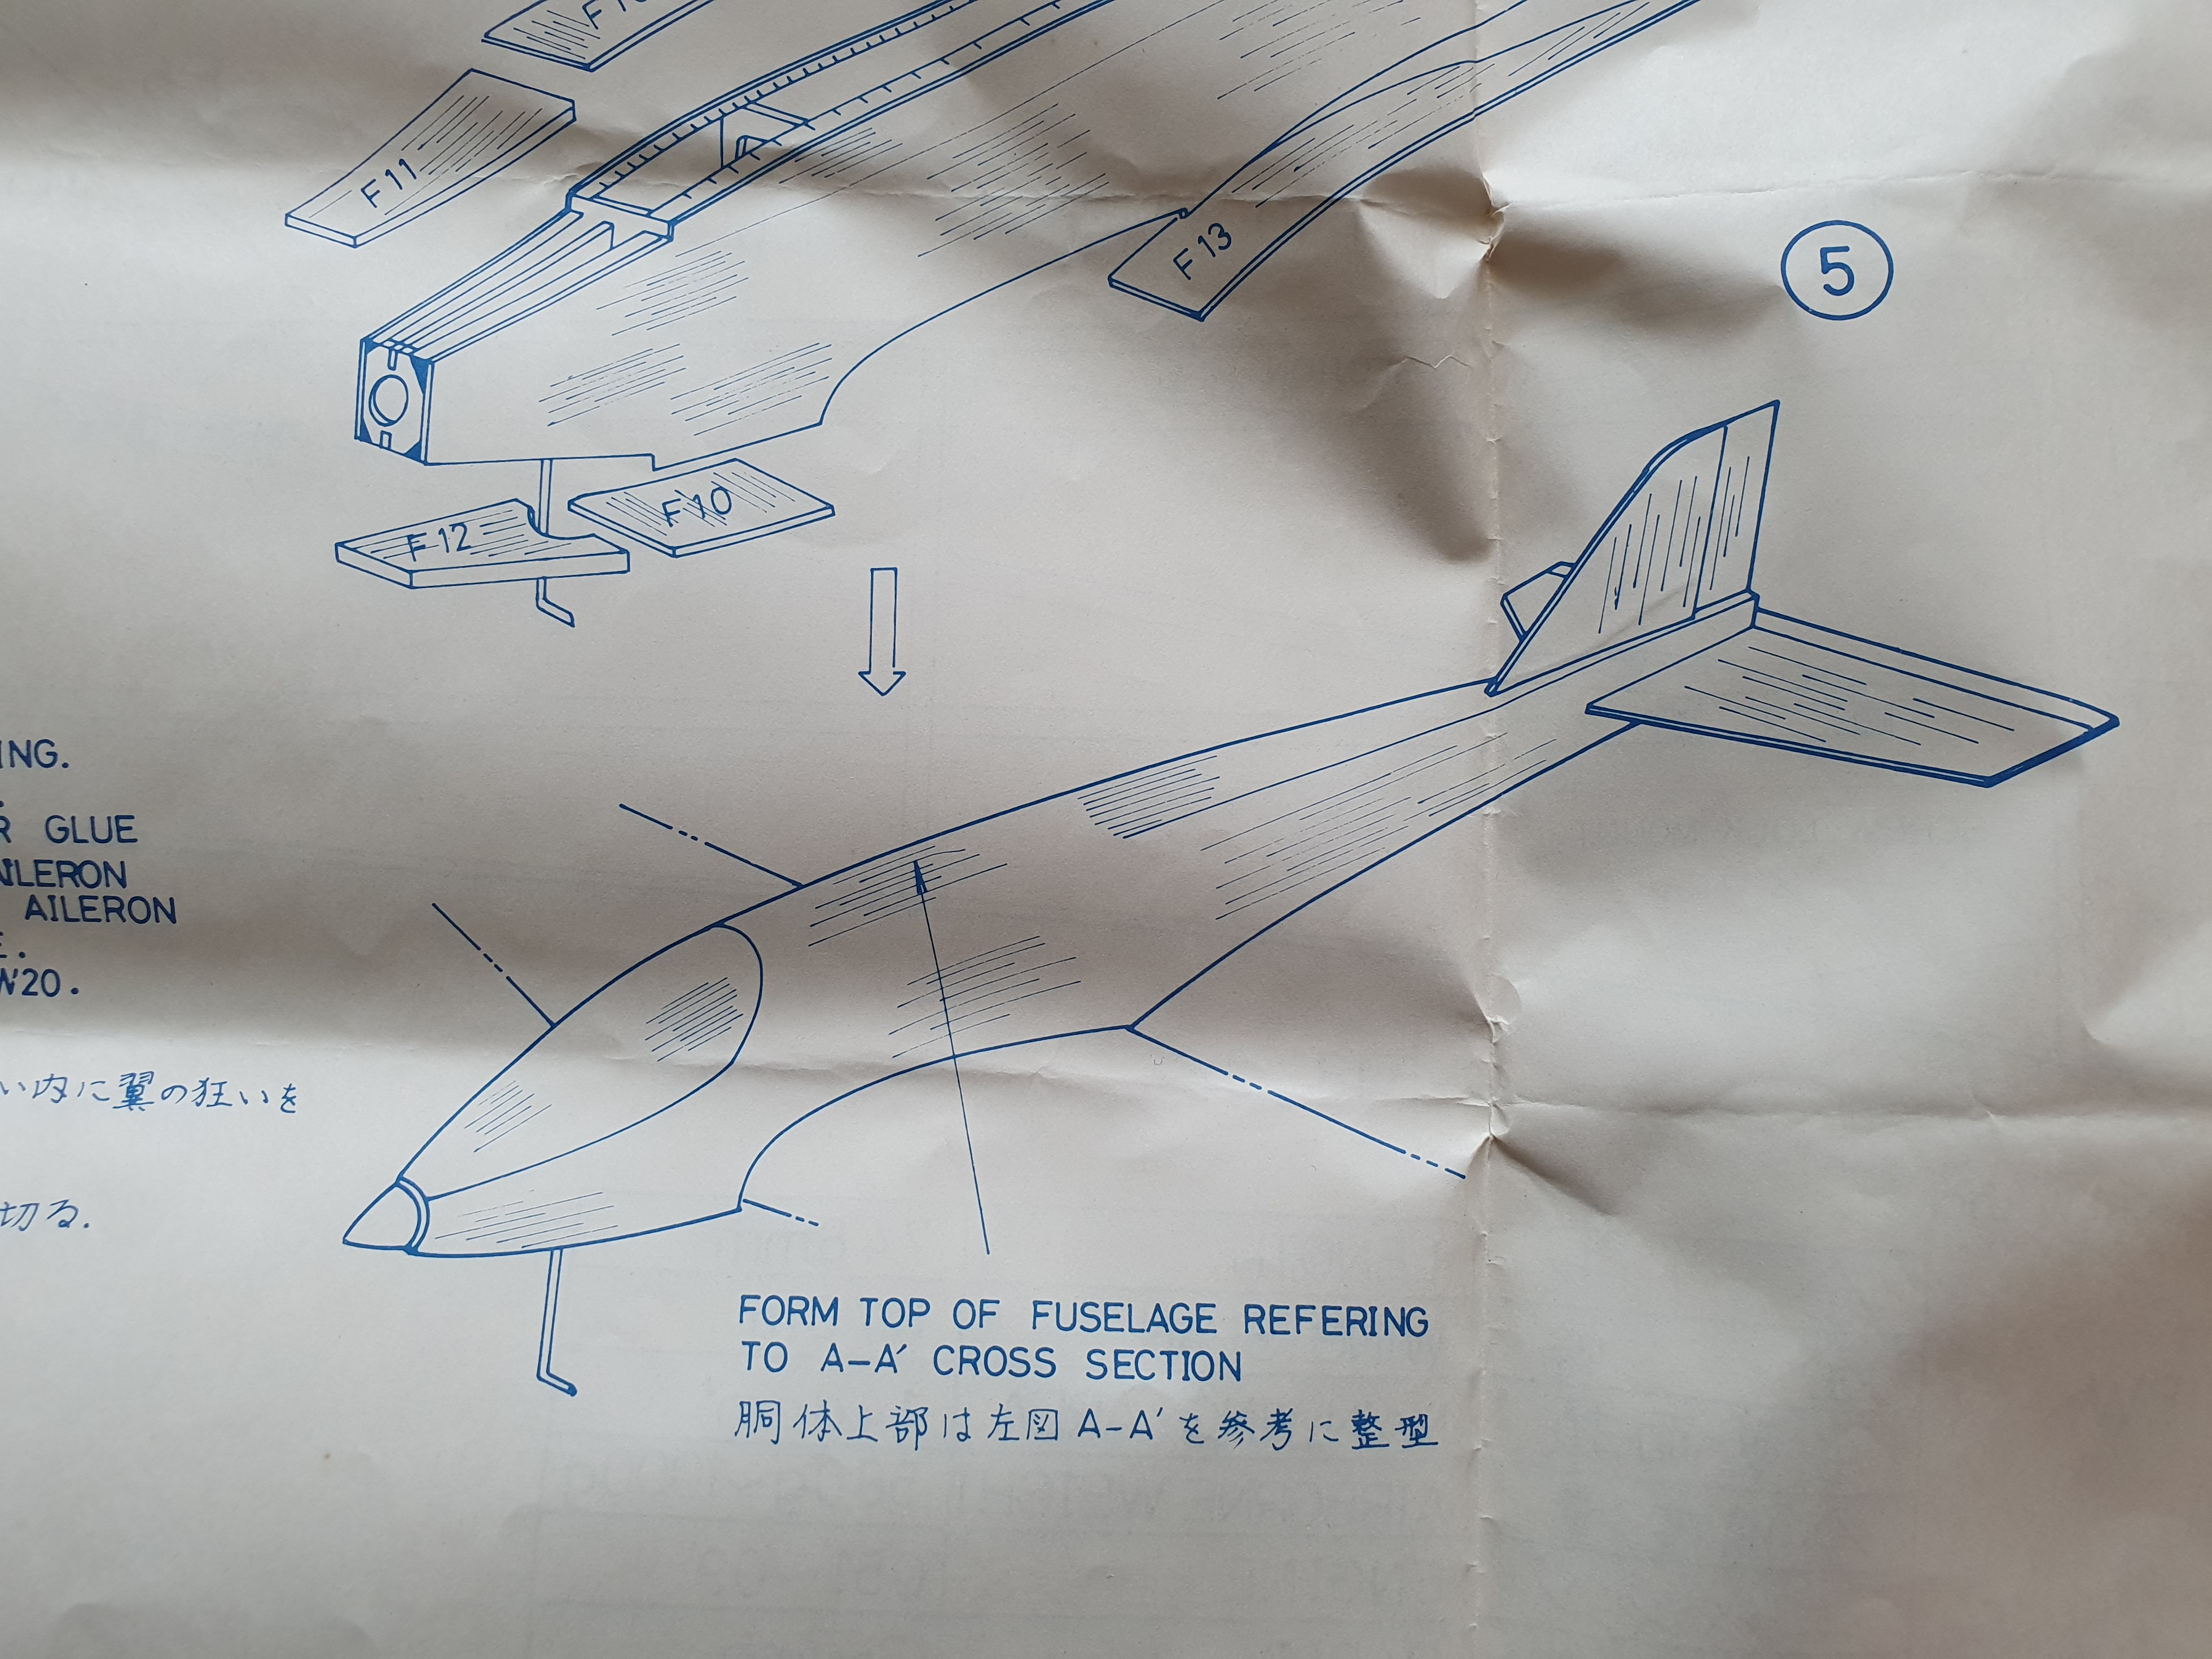 F11
F13
5
F10
F12
ING.
R GLUE
AILERON
AILERON
E.
W20.
い内に翼の狂いを
切る.
FORM TOP OF FUSELAGE REFERING
TO A-A′ CROSS SECTION
胴体上部は左図 A-A′を参考に整型